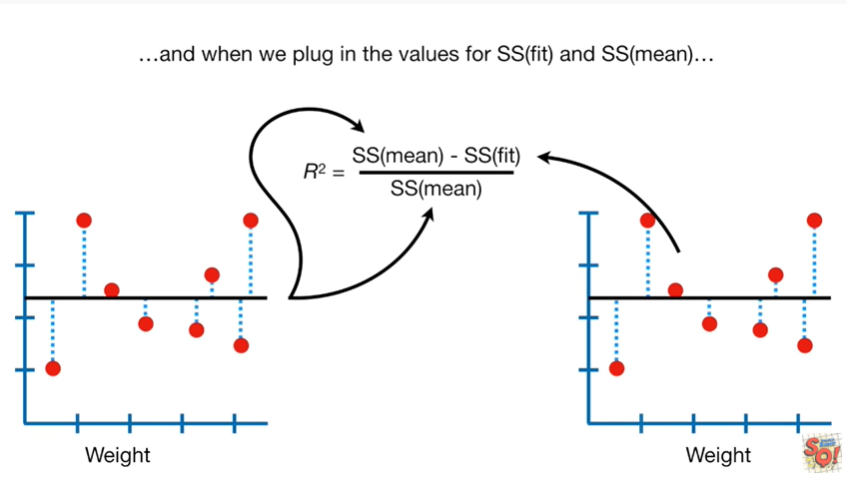 …and when we plug in the values for SS(fit) and SS(mean)…
R² =
SS(mean) - SS(fit)
SS(mean)
Weight
Weight
SQ!